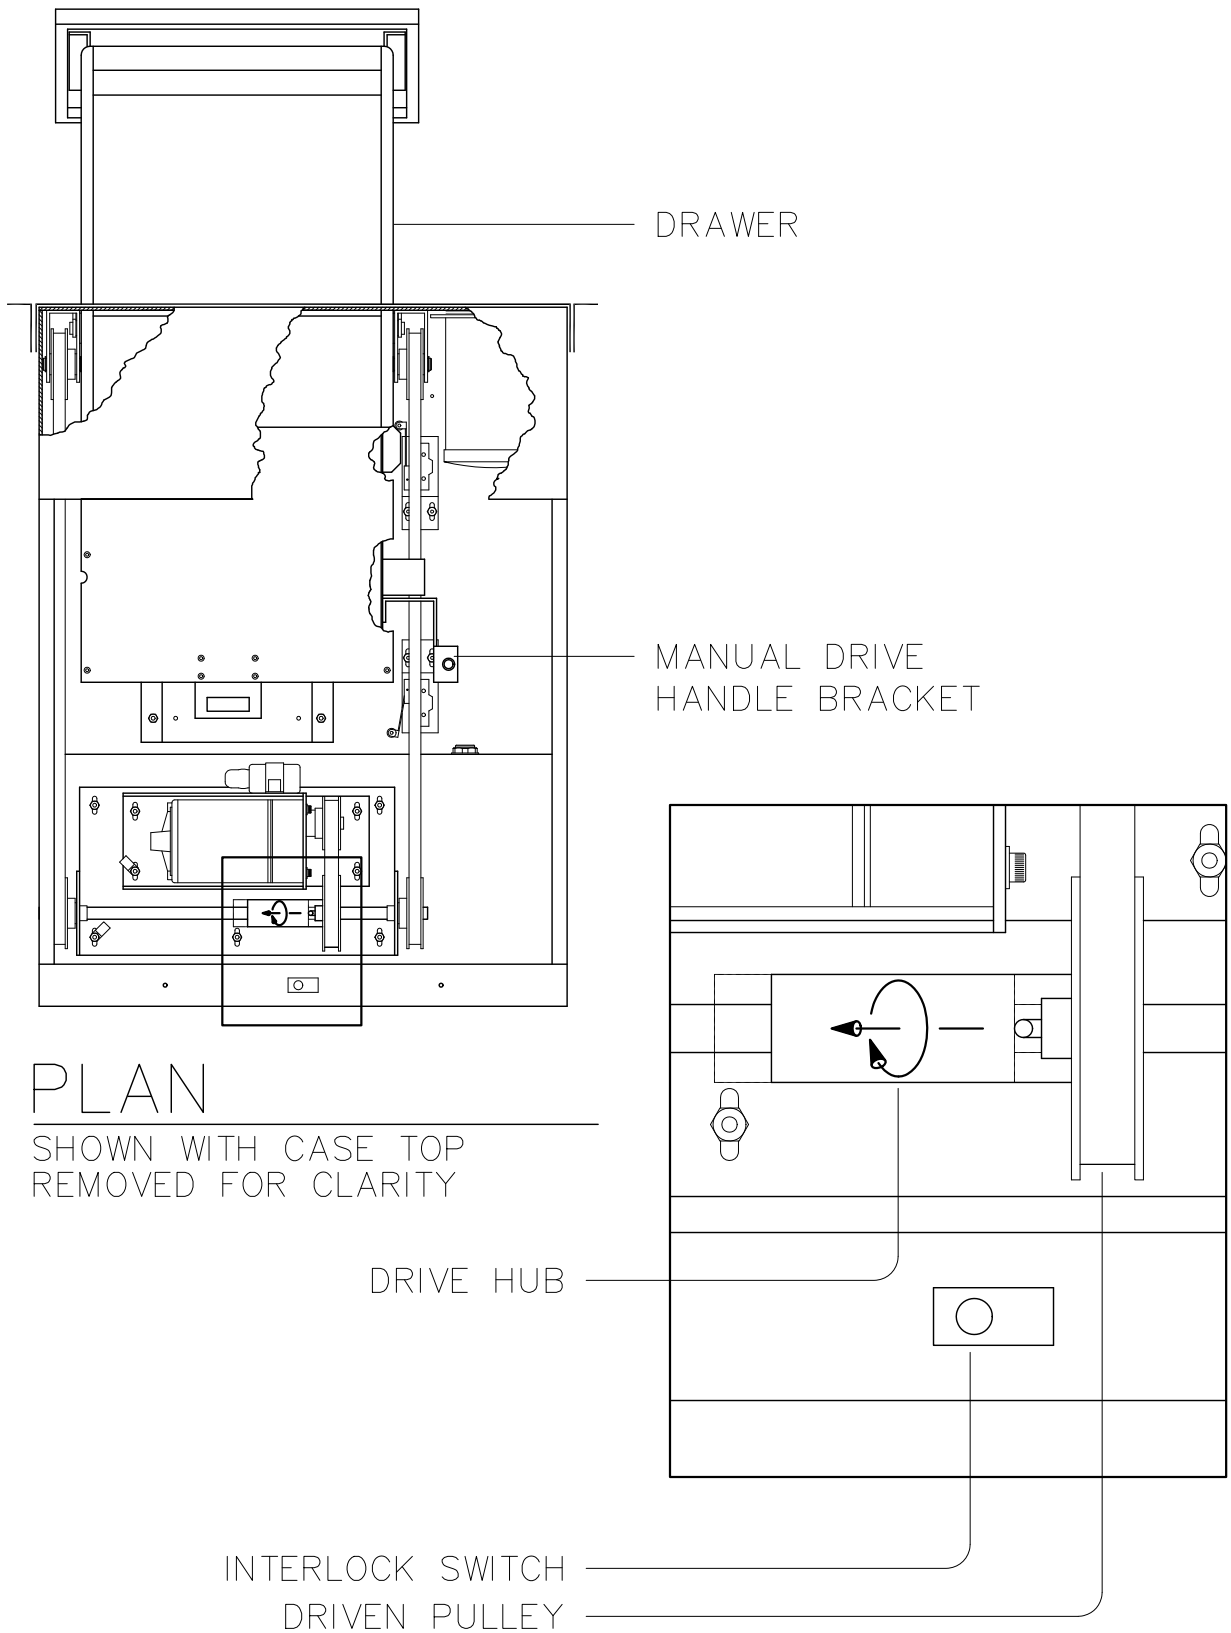 DRAWER
MANUAL DRIVE
HANDLE BRACKET
PLAN
SHOWN WITH CASE TOP
REMOVED FOR CLARITY
DRIVE HUB
INTERLOCK SWITCH
DRIVEN PULLEY